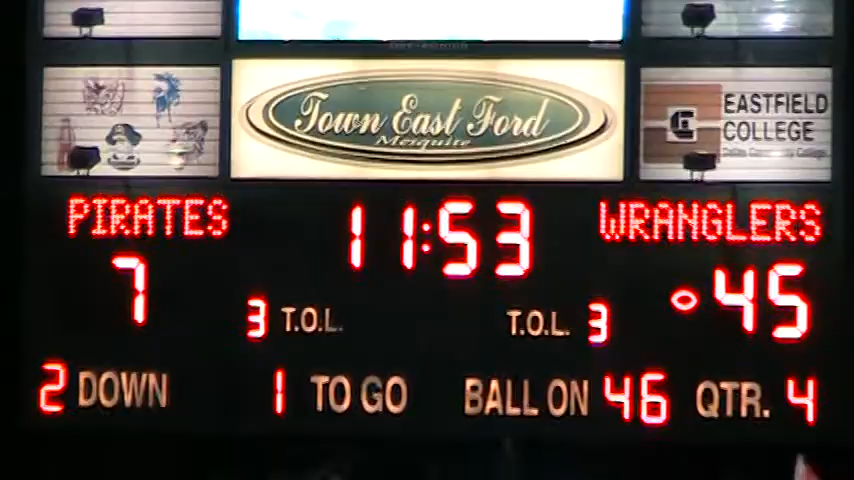 Town East Ford
Mesquite
EASTFIELD
COLLEGE
PIRATES 11:53 WRANGLERS
7 45
3 T.O.L. T.O.L. 3
2 DOWN 1 TO GO BALL ON 46 QTR. 4